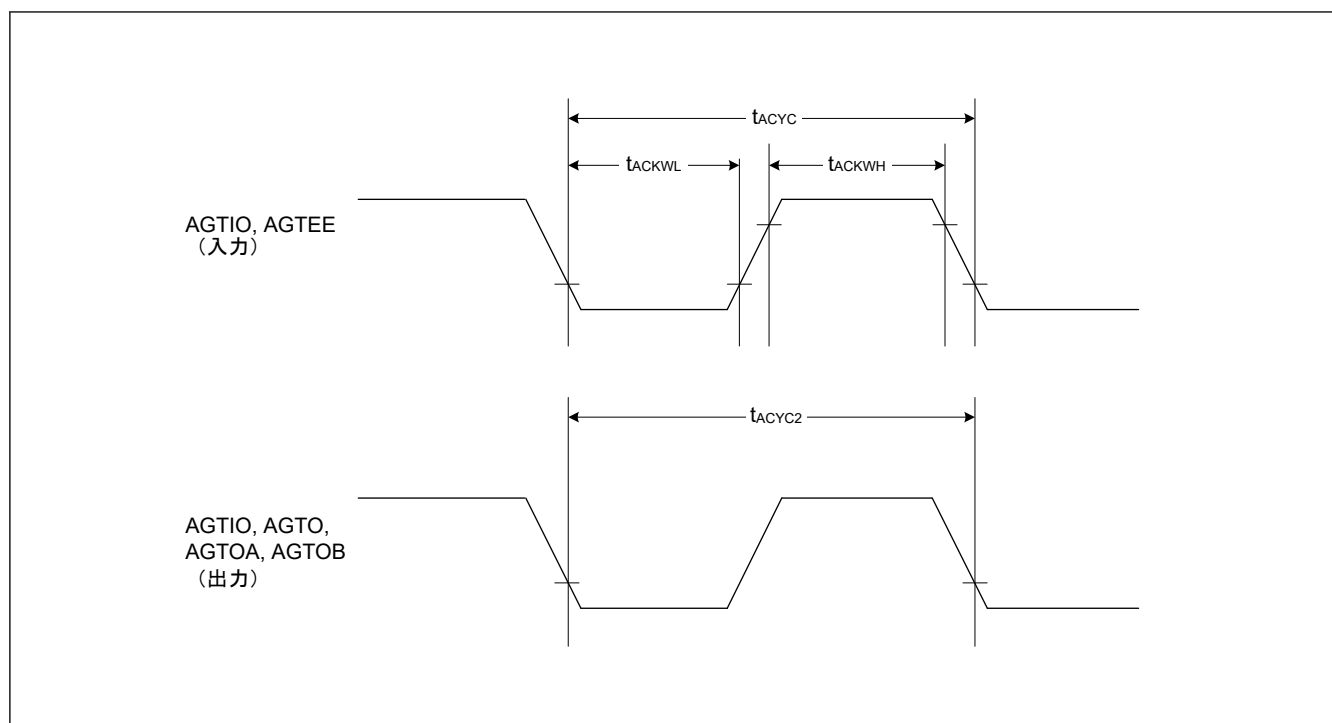 tACYC
tACKWL
tACKWH
AGTIO, AGTEE
（入力）
tACYC2
AGTIO, AGTO,
AGTOA, AGTOB
（出力）